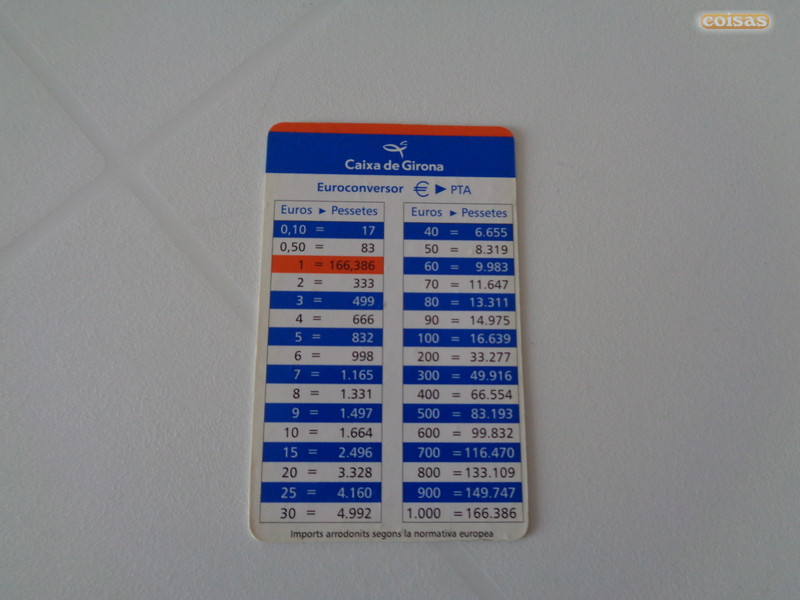 coisas
Caixa de Girona
Euroconversor € ▶ PTA
Euros ▶ Pessetes
0,10 = 17
0,50 = 83
1 = 166,386
2 = 333
3 = 499
4 = 666
5 = 832
6 = 998
7 = 1.165
8 = 1.331
9 = 1.497
10 = 1.664
15 = 2.496
20 = 3.328
25 = 4.160
30 = 4.992
Euros ▶ Pessetes
40 = 6.655
50 = 8.319
60 = 9.983
70 = 11.647
80 = 13.311
90 = 14.975
100 = 16.639
200 = 33.277
300 = 49.916
400 = 66.554
500 = 83.193
600 = 99.832
700 = 116.470
800 = 133.109
900 = 149.747
1.000 = 166.386
Imports arrodonits segons la normativa europea